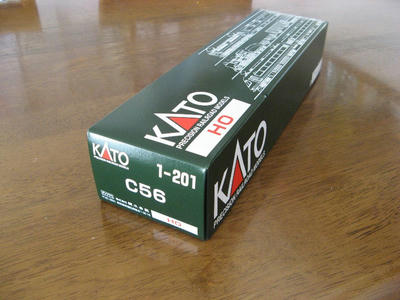 KATO
PRECISION RAILROAD MODELS
HO
KATO
PRECISION RAILROAD MODELS
KATO
1-201
C56
HO